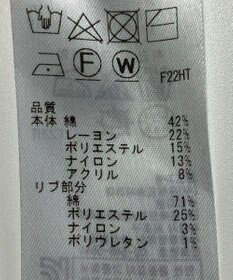 F
W
F22HT
品質
本体 綿 42%
レーヨン 22%
ポリエステル 15%
ナイロン 13%
アクリル 8%
リブ部分
綿 71%
ポリエステル 25%
ナイロン 3%
ポリウレタン 1%